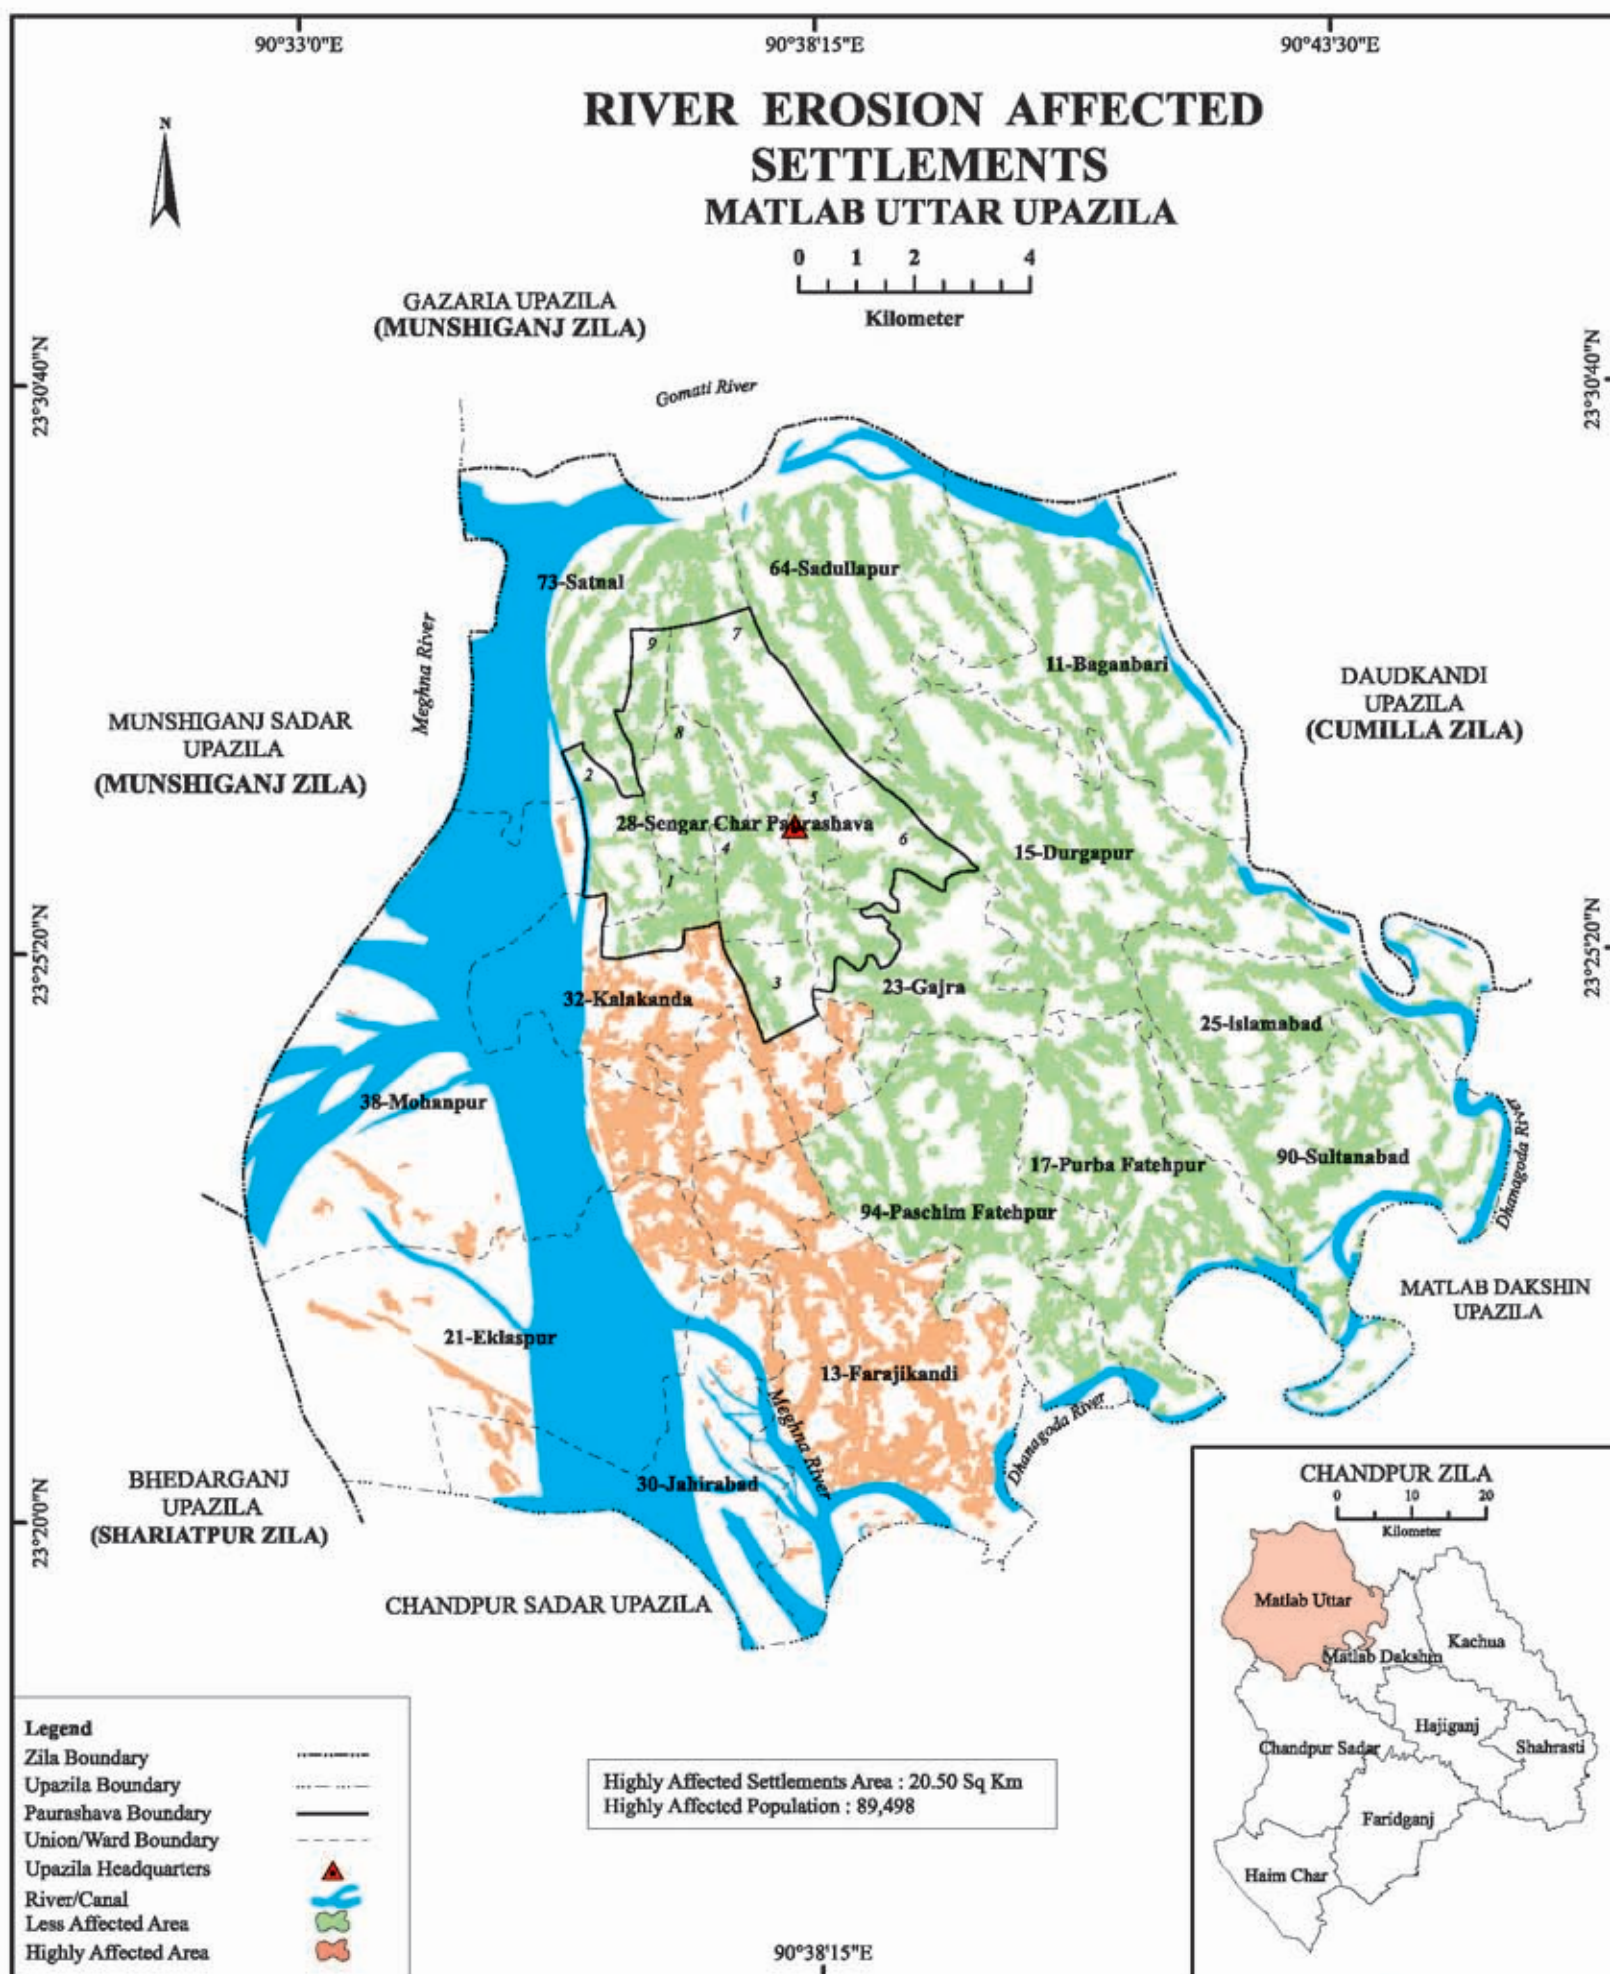 90°33'0"E
90°38'15"E
90°43'30"E
RIVER EROSION AFFECTED
SETTLEMENTS
MATLAB UTTAR UPAZILA
N
0 1 2 4
Kilometer
GAZARIA UPAZILA
(MUNSHIGANJ ZILA)
23°30'40"N
23°30'40"N
Gomati River
73-Satnal
64-Sadullapur
Meghna River
9
7
11-Baganbari
DAUDKANDI
UPAZILA
(CUMILLA ZILA)
MUNSHIGANJ SADAR
UPAZILA
(MUNSHIGANJ ZILA)
8
2
5
28-Sengar Char Paurashava
6
4
15-Durgapur
1
23°25'20"N
23°25'20"N
3
23-Gajra
32-Kalakanda
25-Islamabad
38-Mohanpur
17-Purba Fatehpur
90-Sultanabad
Dhanagoda River
94-Paschim Fatehpur
MATLAB DAKSHIN
UPAZILA
21-Eklaspur
13-Farajikandi
Meghna River
Dhanagoda River
30-Jahirabad
BHEDARGANJ
UPAZILA
(SHARIATPUR ZILA)
23°20'0"N
CHANDPUR SADAR UPAZILA
CHANDPUR ZILA
0 10 20
Kilometer
Matlab Uttar
Kachua
Matlab Dakshin
Hajiganj
Shahrasti
Chandpur Sadar
Faridganj
Haim Char
Legend
Zila Boundary
Upazila Boundary
Paurashava Boundary
Union/Ward Boundary
Upazila Headquarters
River/Canal
Less Affected Area
Highly Affected Area
Highly Affected Settlements Area : 20.50 Sq Km
Highly Affected Population : 89,498
90°38'15"E